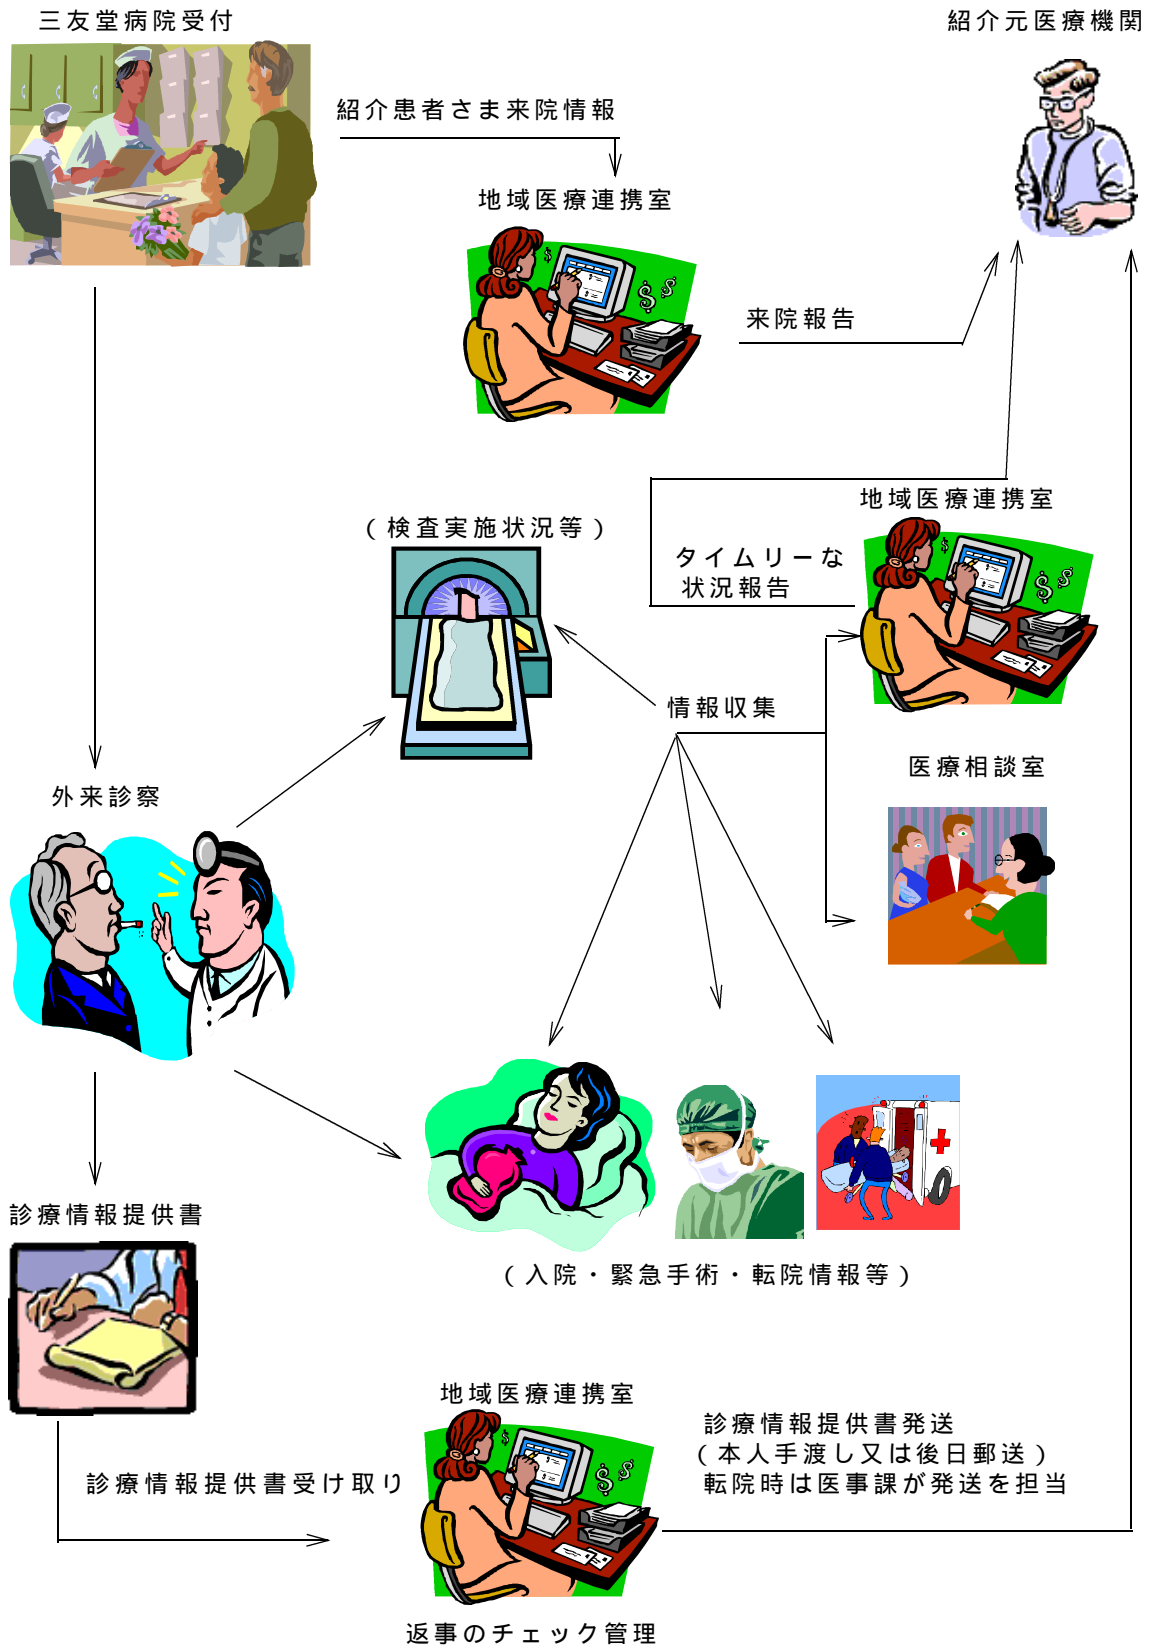 三友堂病院受付
紹介元医療機関
紹介患者さま来院情報
地域医療連携室
来院報告
地域医療連携室
(検査実施状況等)
タイムリーな
状況報告
情報収集
医療相談室
外来診察
診療情報提供書
(入院・緊急手術・転院情報等)
地域医療連携室
診療情報提供書発送
(本人手渡し又は後日郵送)
転院時は医事課が発送を担当
診療情報提供書受け取り
返事のチェック管理